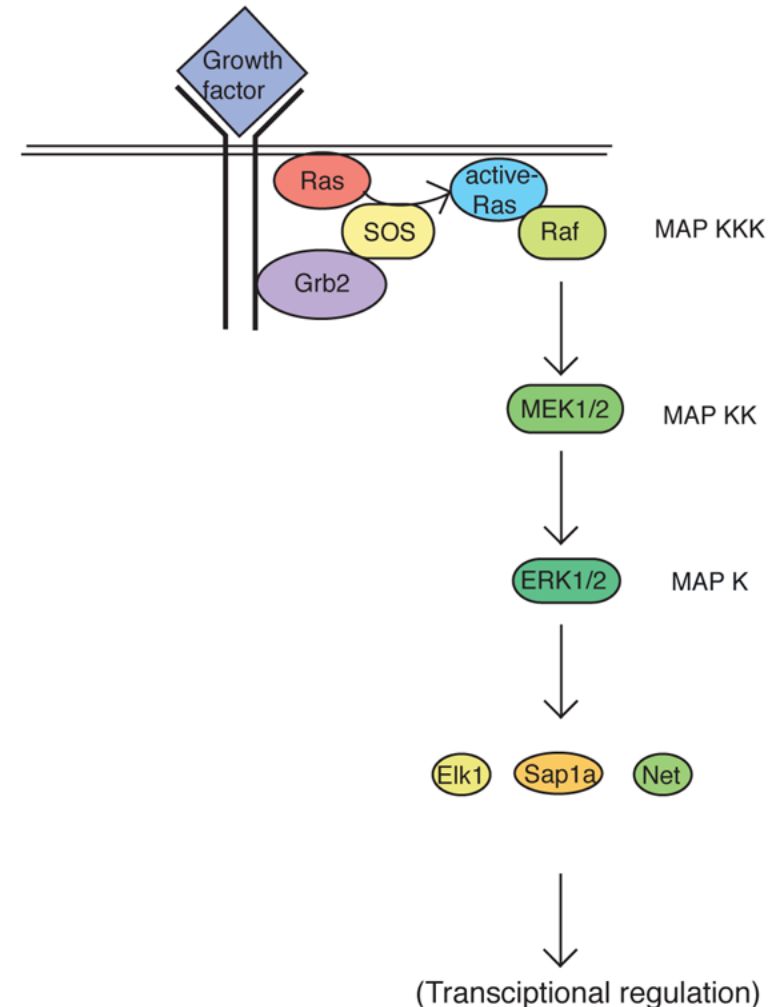 Growth
factor
Ras
active-
Ras
SOS
Raf
MAP KKK
Grb2
MEK1/2
MAP KK
ERK1/2
MAP K
Elk1
Sap1a
Net
(Transciptional regulation)